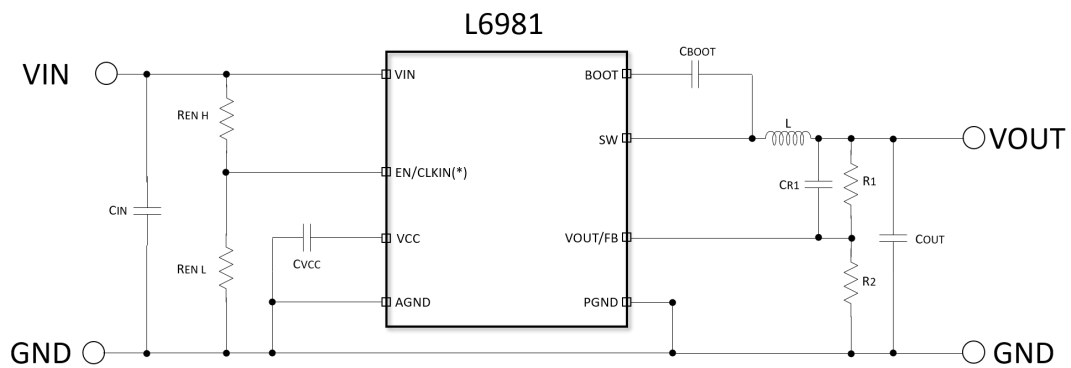 L6981
VIN
VIN
BOOT
CBOOT
REN H
SW
L
VOUT
EN/CLKIN(*)
CR1
R1
CIN
VCC
VOUT/FB
COUT
CVCC
REN L
R2
AGND
PGND
GND
GND